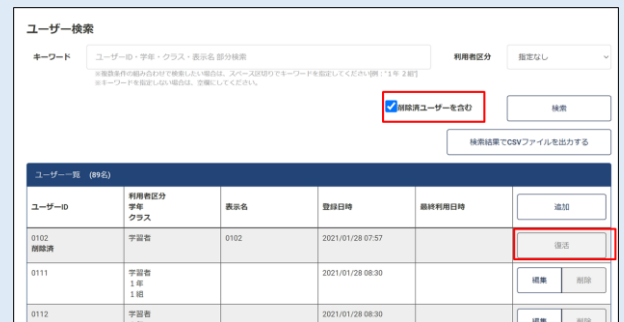 ユーザー検索
キーワード ユーザーID・学年・クラス・表示名 部分検索 利用者区分 指定なし
※複数条件の組み合わせで検索したい場合は、スペース区切りでキーワードを指定してください(例:"1年 2組")
※キーワードを指定しない場合は、空欄にしてください。
削除済ユーザーを含む 検索
検索結果でCSVファイルを出力する
ユーザー一覧 (89名)
ユーザーID 利用者区分 表示名 登録日時 最終利用日時 追加
学年
クラス
0102 学習者 0102 2021/01/28 07:57 復活
削除済
0111 学習者 2021/01/28 08:30 編集 削除
1年
1組
0112 学習者 2021/01/28 08:30 編集 削除